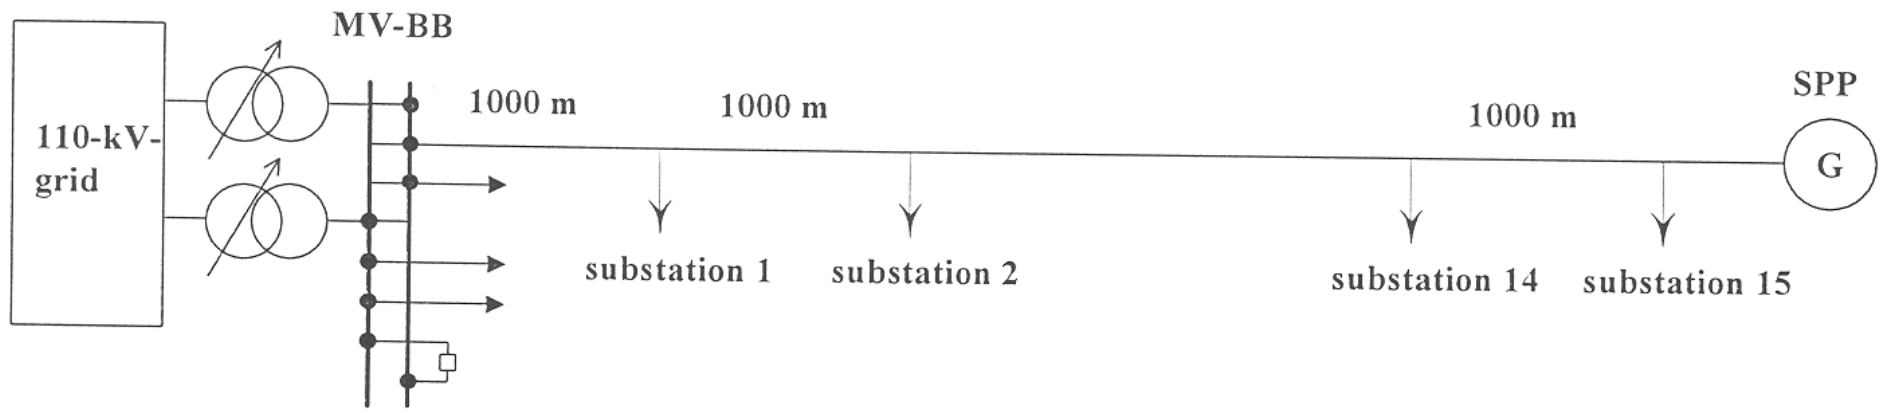 MV-BB
SPP
1000 m
1000 m
1000 m
110-kV-
grid
G
substation 1
substation 2
substation 14
substation 15